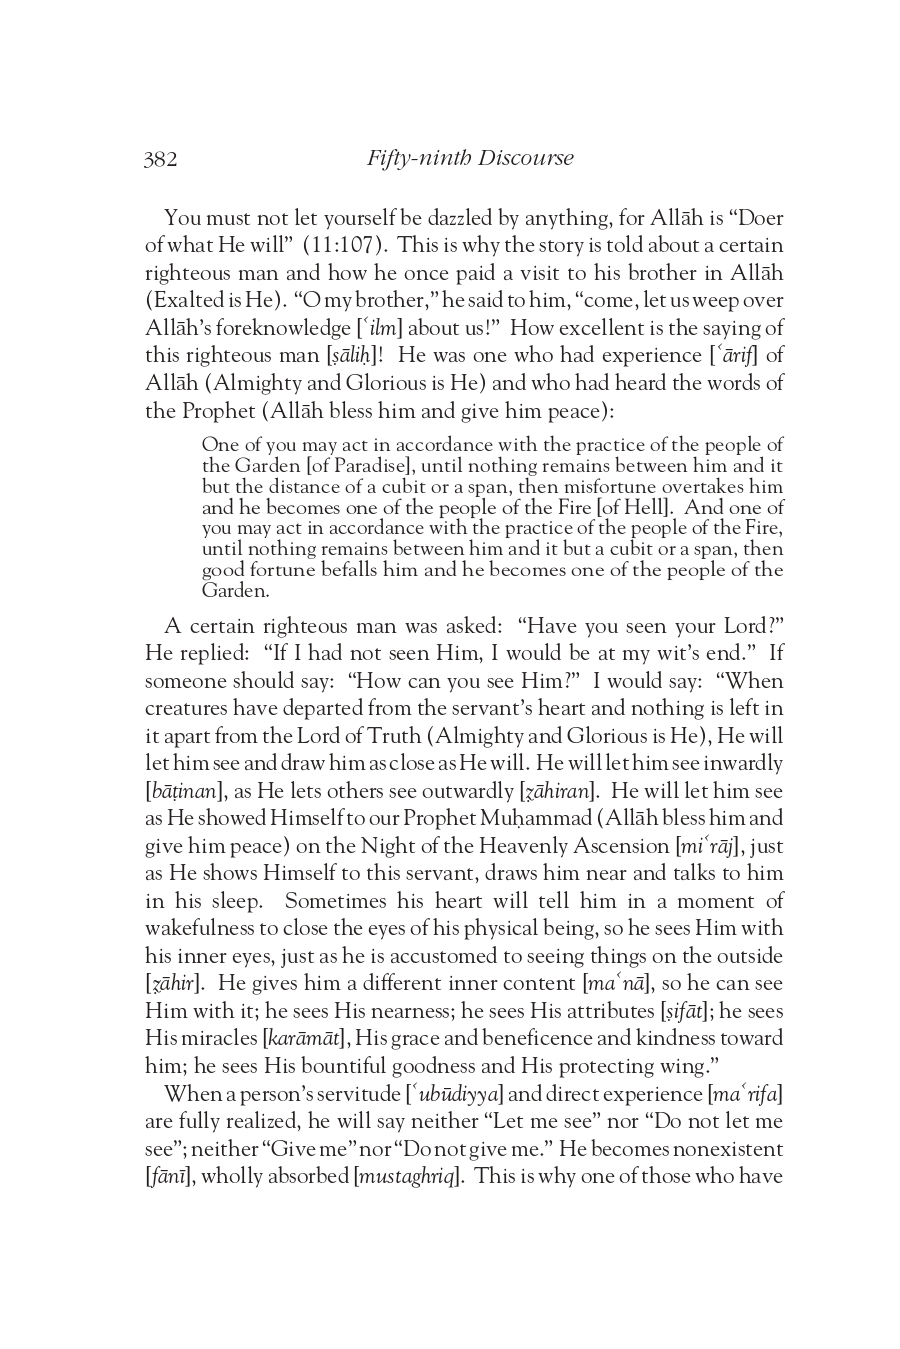 382 Fifty-ninth Discourse
You must not let yourself be dazzled by anything, for Allāh is “Doer
of what He will” (11:107). This is why the story is told about a certain
righteous man and how he once paid a visit to his brother in Allāh
(Exalted is He). “O my brother,” he said to him, “come, let us weep over
Allāh’s foreknowledge [ʿilm] about us!” How excellent is the saying of
this righteous man [ṣāliḥ]! He was one who had experience [ʿārif] of
Allāh (Almighty and Glorious is He) and who had heard the words of
the Prophet (Allāh bless him and give him peace):
One of you may act in accordance with the practice of the people of
the Garden [of Paradise], until nothing remains between him and it
but the distance of a cubit or a span, then misfortune overtakes him
and he becomes one of the people of the Fire [of Hell]. And one of
you may act in accordance with the practice of the people of the Fire,
until nothing remains between him and it but a cubit or a span, then
good fortune befalls him and he becomes one of the people of the
Garden.
A certain righteous man was asked: “Have you seen your Lord?”
He replied: “If I had not seen Him, I would be at my wit’s end.” If
someone should say: “How can you see Him?” I would say: “When
creatures have departed from the servant’s heart and nothing is left in
it apart from the Lord of Truth (Almighty and Glorious is He), He will
let him see and draw him as close as He will. He will let him see inwardly
[bāṭinan], as He lets others see outwardly [ẓāhiran]. He will let him see
as He showed Himself to our Prophet Muḥammad (Allāh bless him and
give him peace) on the Night of the Heavenly Ascension [miʿrāj], just
as He shows Himself to this servant, draws him near and talks to him
in his sleep. Sometimes his heart will tell him in a moment of
wakefulness to close the eyes of his physical being, so he sees Him with
his inner eyes, just as he is accustomed to seeing things on the outside
[ẓāhir]. He gives him a different inner content [maʿnā], so he can see
Him with it; he sees His nearness; he sees His attributes [ṣifāt]; he sees
His miracles [karāmāt], His grace and beneficence and kindness toward
him; he sees His bountiful goodness and His protecting wing.”
When a person’s servitude [ʿubūdiyya] and direct experience [maʿrifa]
are fully realized, he will say neither “Let me see” nor “Do not let me
see”; neither “Give me” nor “Do not give me.” He becomes nonexistent
[fānī], wholly absorbed [mustaghriq]. This is why one of those who have